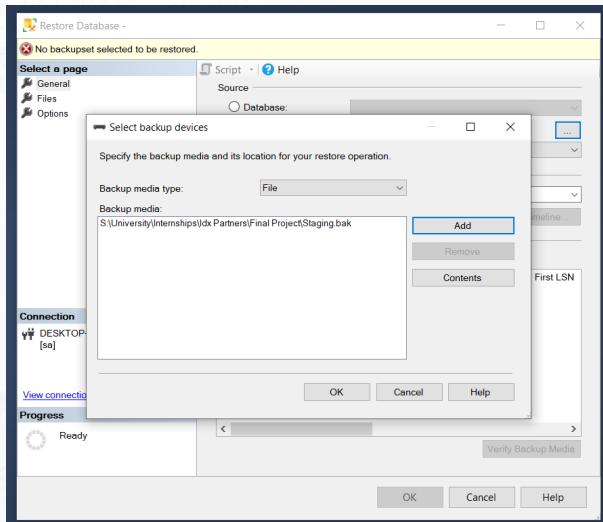 Restore Database -
No backupset selected to be restored.
Select a page
General
Files
Options
Script
Help
Source
Database:
...
Select backup devices
Specify the backup media and its location for your restore operation.
Backup media type:
File
Backup media:
S:\University\Internships\Idx Partners\Final Project\Staging.bak
Add
Remove
Contents
OK
Cancel
Help
imeline...
First LSN
Connection
DESKTOP-
[sa]
View connectio
Progress
Ready
Verify Backup Media
OK
Cancel
Help